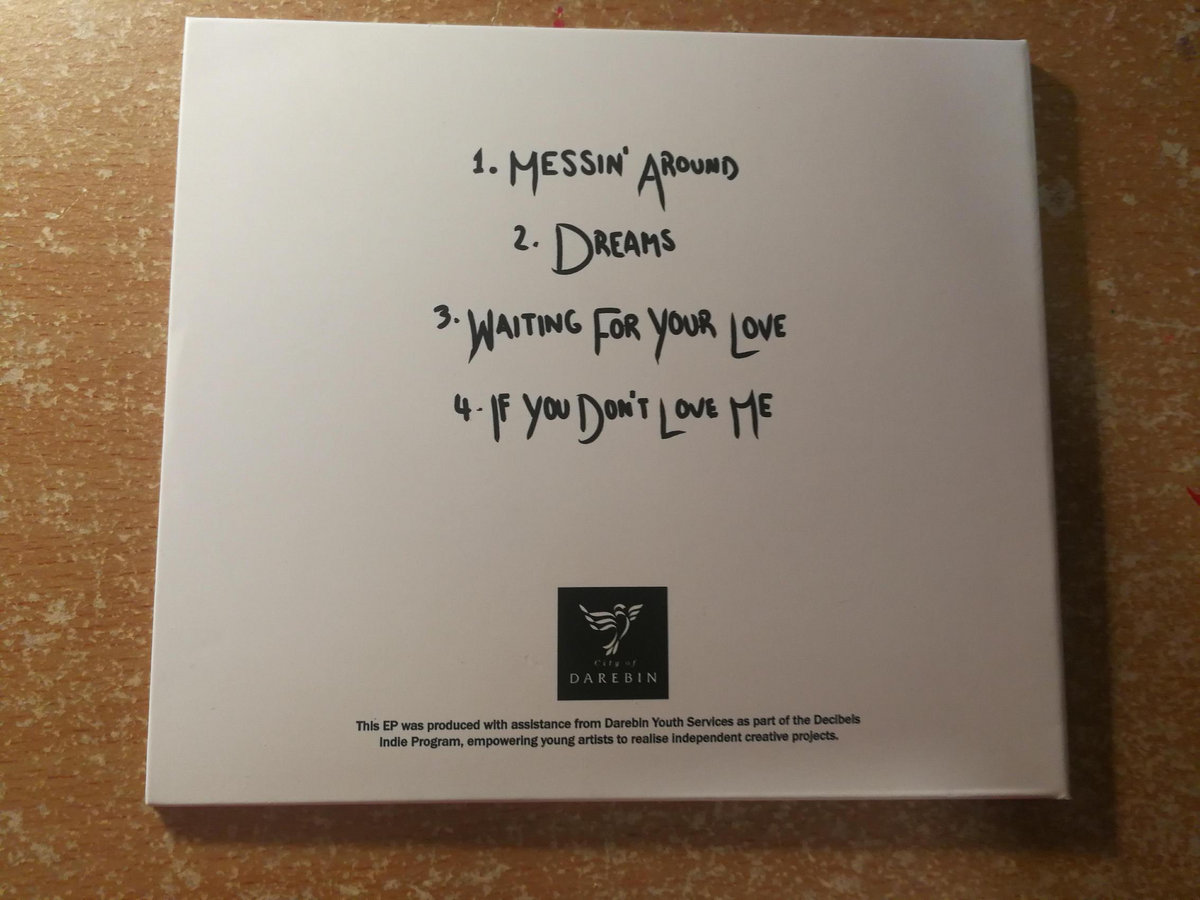 1. MESSIN' AROUND
2. DREAMS
3. WAITING FOR YOUR LOVE
4. IF YOU DON'T LOVE ME
City of
DAREBIN
This EP was produced with assistance from Darebin Youth Services as part of the Decibels
Indie Program, empowering young artists to realise independent creative projects.